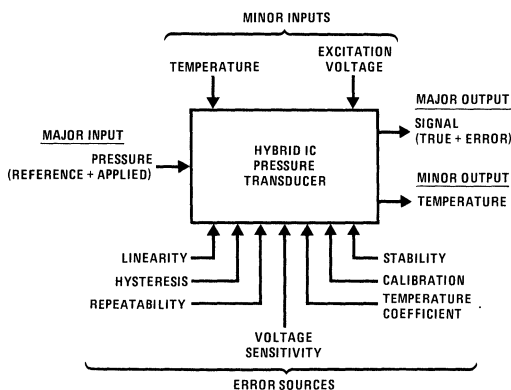 MINOR INPUTS
TEMPERATURE
EXCITATION
VOLTAGE
MAJOR INPUT
PRESSURE
(REFERENCE + APPLIED)
HYBRID IC
PRESSURE
TRANSDUCER
MAJOR OUTPUT
SIGNAL
(TRUE + ERROR)
MINOR OUTPUT
TEMPERATURE
LINEARITY
HYSTERESIS
REPEATABILITY
VOLTAGE
SENSITIVITY
STABILITY
CALIBRATION
TEMPERATURE
COEFFICIENT
ERROR SOURCES